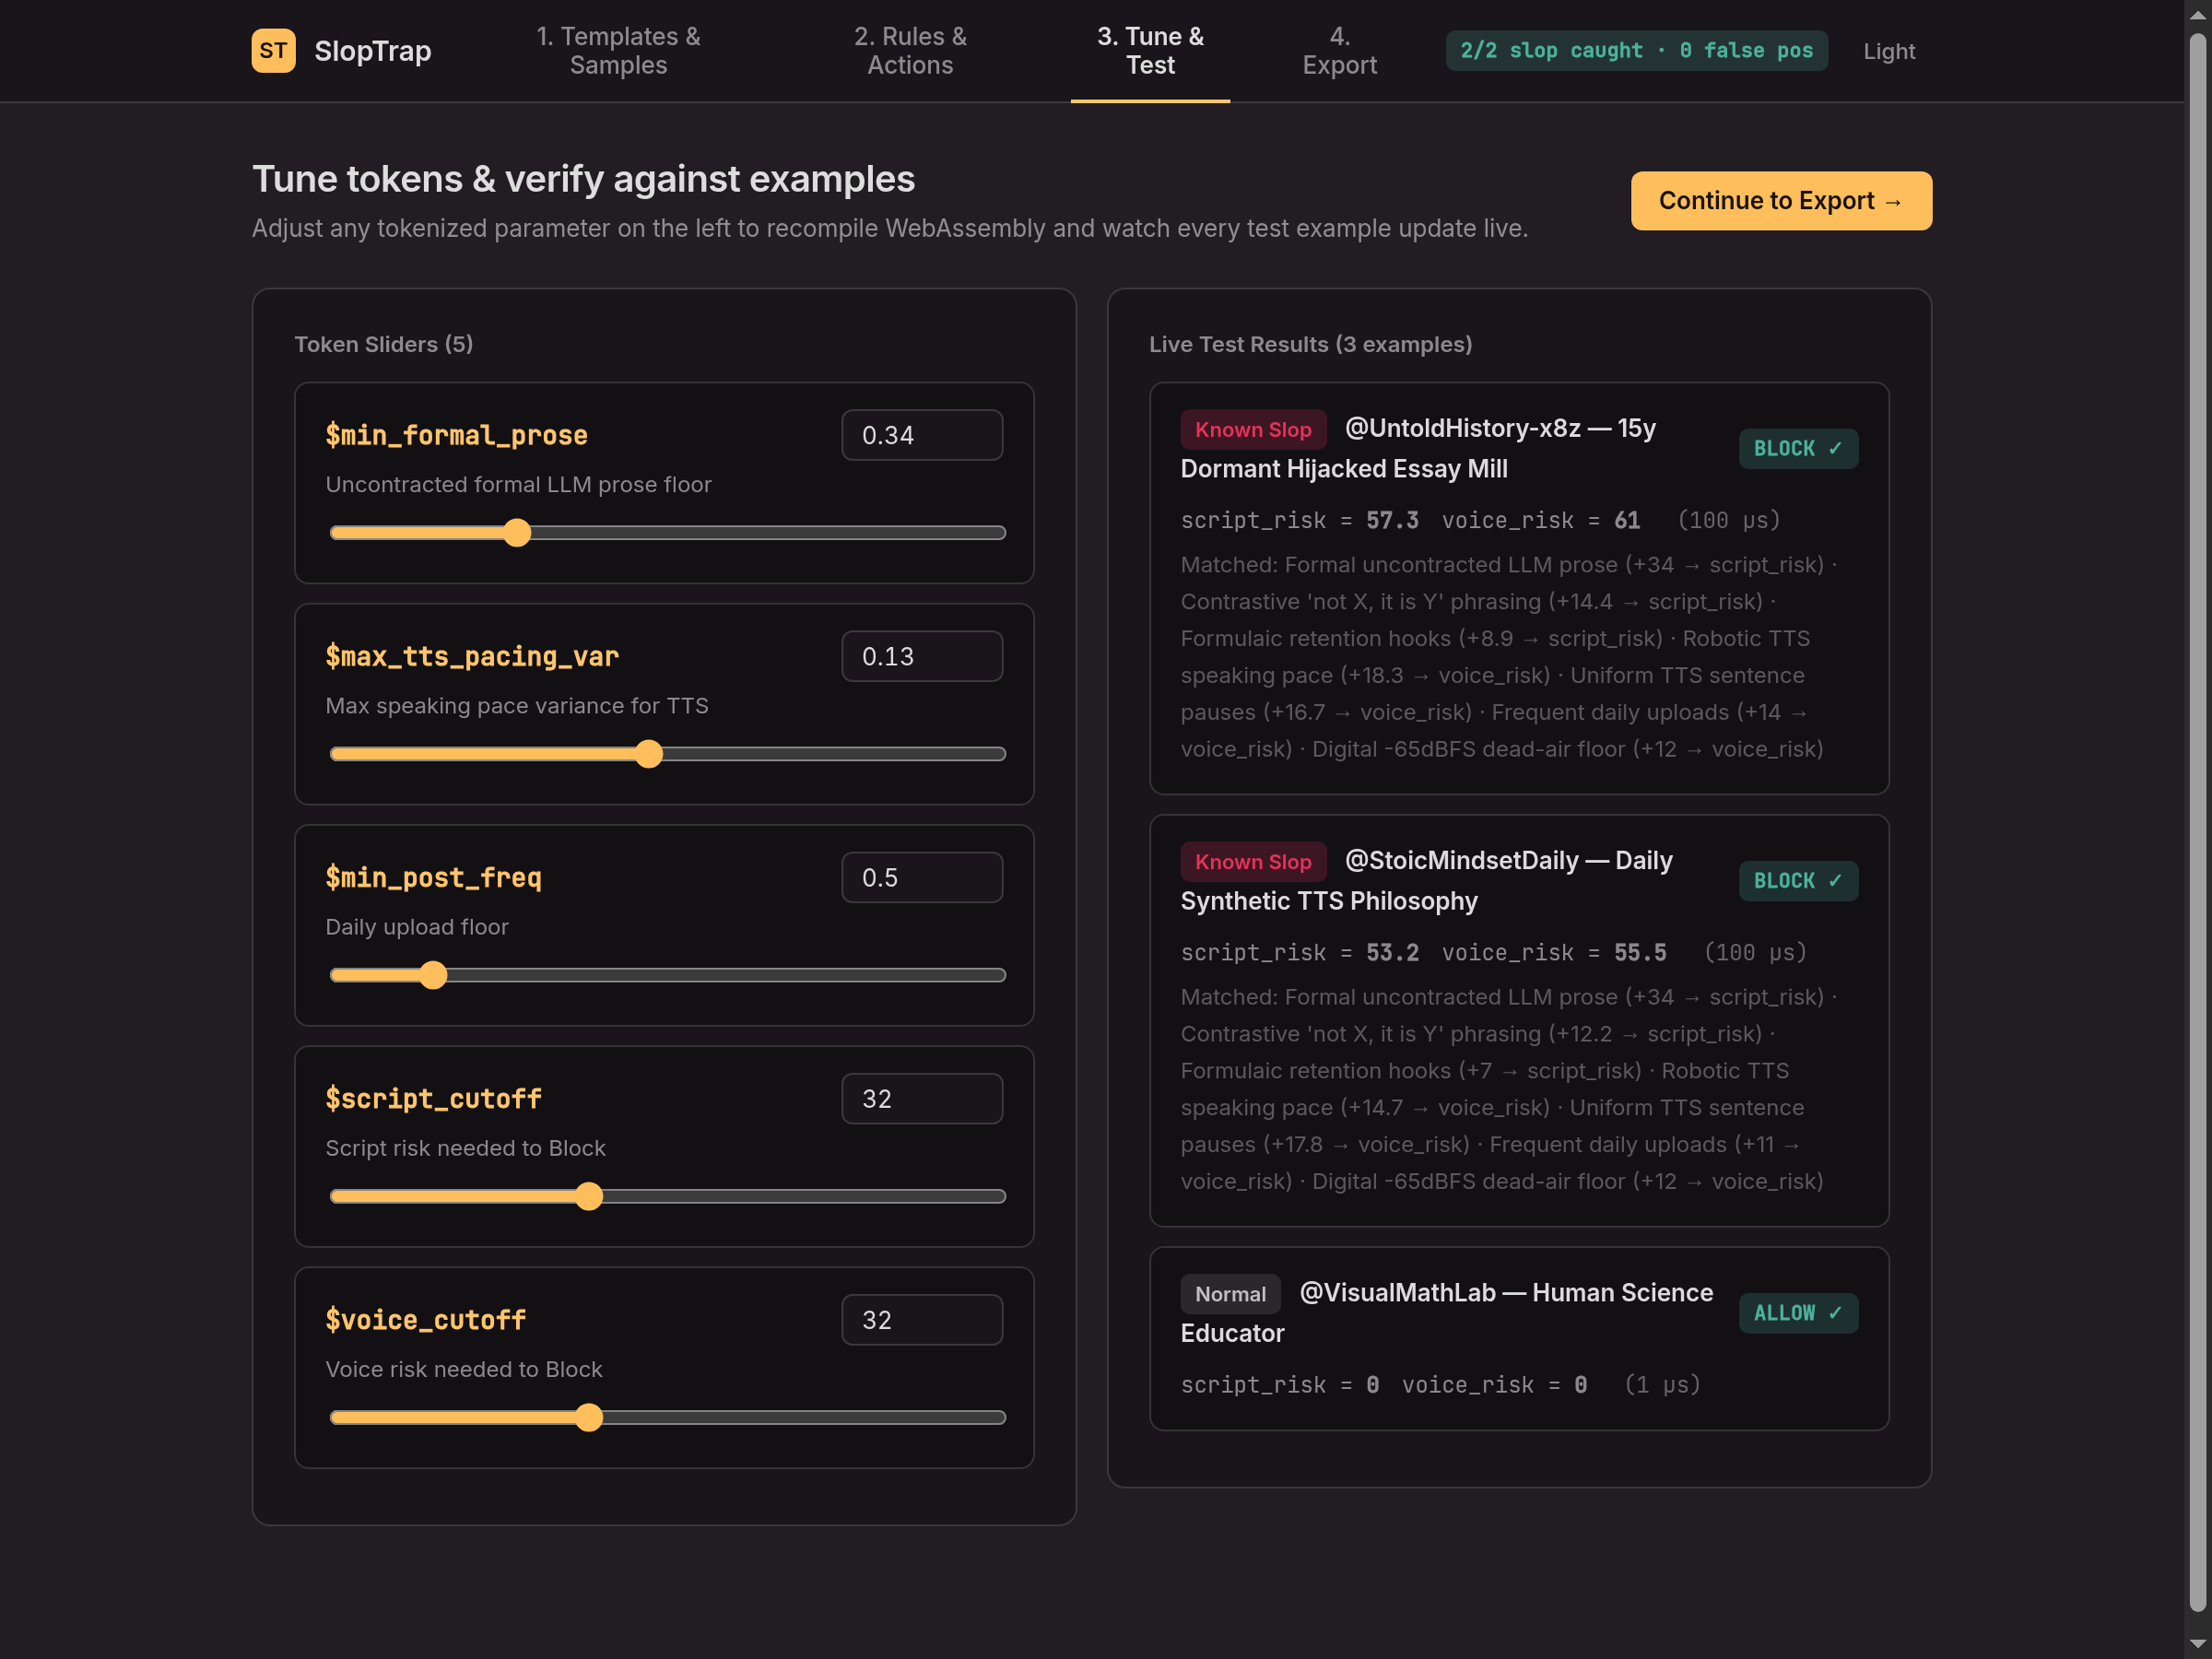 ST SlopTrap
1. Templates &
Samples
2. Rules &
Actions
3. Tune &
Test
4.
Export
2/2 slop caught · 0 false pos
Light
Tune tokens & verify against examples
Adjust any tokenized parameter on the left to recompile WebAssembly and watch every test example update live.
Continue to Export →
Token Sliders (5)
$min_formal_prose
0.34
Uncontracted formal LLM prose floor
$max_tts_pacing_var
0.13
Max speaking pace variance for TTS
$min_post_freq
0.5
Daily upload floor
$script_cutoff
32
Script risk needed to Block
$voice_cutoff
32
Voice risk needed to Block
Live Test Results (3 examples)
Known Slop @UntoldHistory-x8z — 15y
Dormant Hijacked Essay Mill
BLOCK ✓
script_risk = 57.3 voice_risk = 61 (100 µs)
Matched: Formal uncontracted LLM prose (+34 → script_risk) ·
Contrastive 'not X, it is Y' phrasing (+14.4 → script_risk) ·
Formulaic retention hooks (+8.9 → script_risk) · Robotic TTS
speaking pace (+18.3 → voice_risk) · Uniform TTS sentence
pauses (+16.7 → voice_risk) · Frequent daily uploads (+14 →
voice_risk) · Digital -65dBFS dead-air floor (+12 → voice_risk)
Known Slop @StoicMindsetDaily — Daily
Synthetic TTS Philosophy
BLOCK ✓
script_risk = 53.2 voice_risk = 55.5 (100 µs)
Matched: Formal uncontracted LLM prose (+34 → script_risk) ·
Contrastive 'not X, it is Y' phrasing (+12.2 → script_risk) ·
Formulaic retention hooks (+7 → script_risk) · Robotic TTS
speaking pace (+14.7 → voice_risk) · Uniform TTS sentence
pauses (+17.8 → voice_risk) · Frequent daily uploads (+11 →
voice_risk) · Digital -65dBFS dead-air floor (+12 → voice_risk)
Normal @VisualMathLab — Human Science
Educator
ALLOW ✓
script_risk = 0 voice_risk = 0 (1 µs)